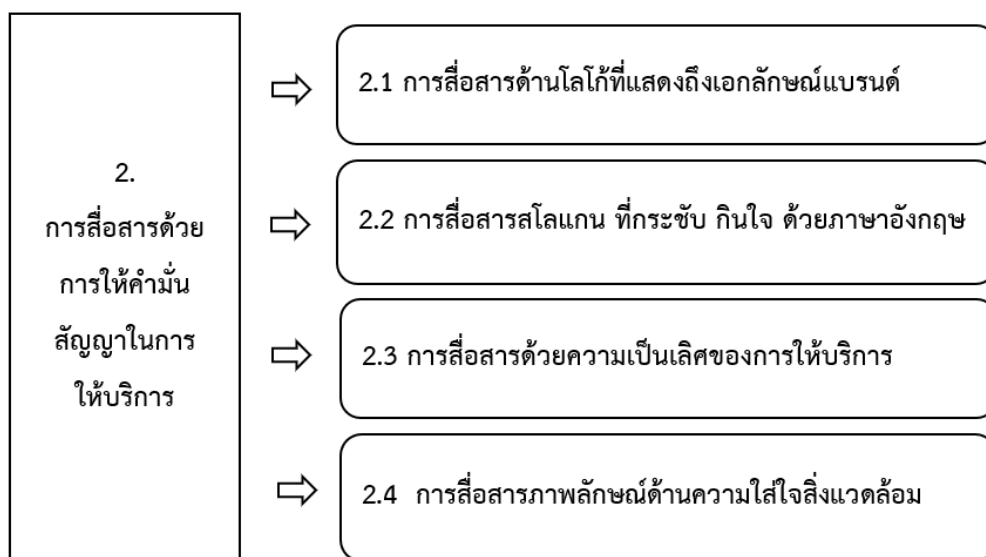 2.
การสื่อสารด้วย
การให้คำมั่น
สัญญาในการ
ให้บริการ
2.1 การสื่อสารด้านโลโก้ที่แสดงถึงเอกลักษณ์แบรนด์
2.2 การสื่อสารสโลแกน ที่กระชับ กินใจ ด้วยภาษาอังกฤษ
2.3 การสื่อสารด้วยความเป็นเลิศของการให้บริการ
2.4 การสื่อสารภาพลักษณ์ด้านความใส่ใจสิ่งแวดล้อม